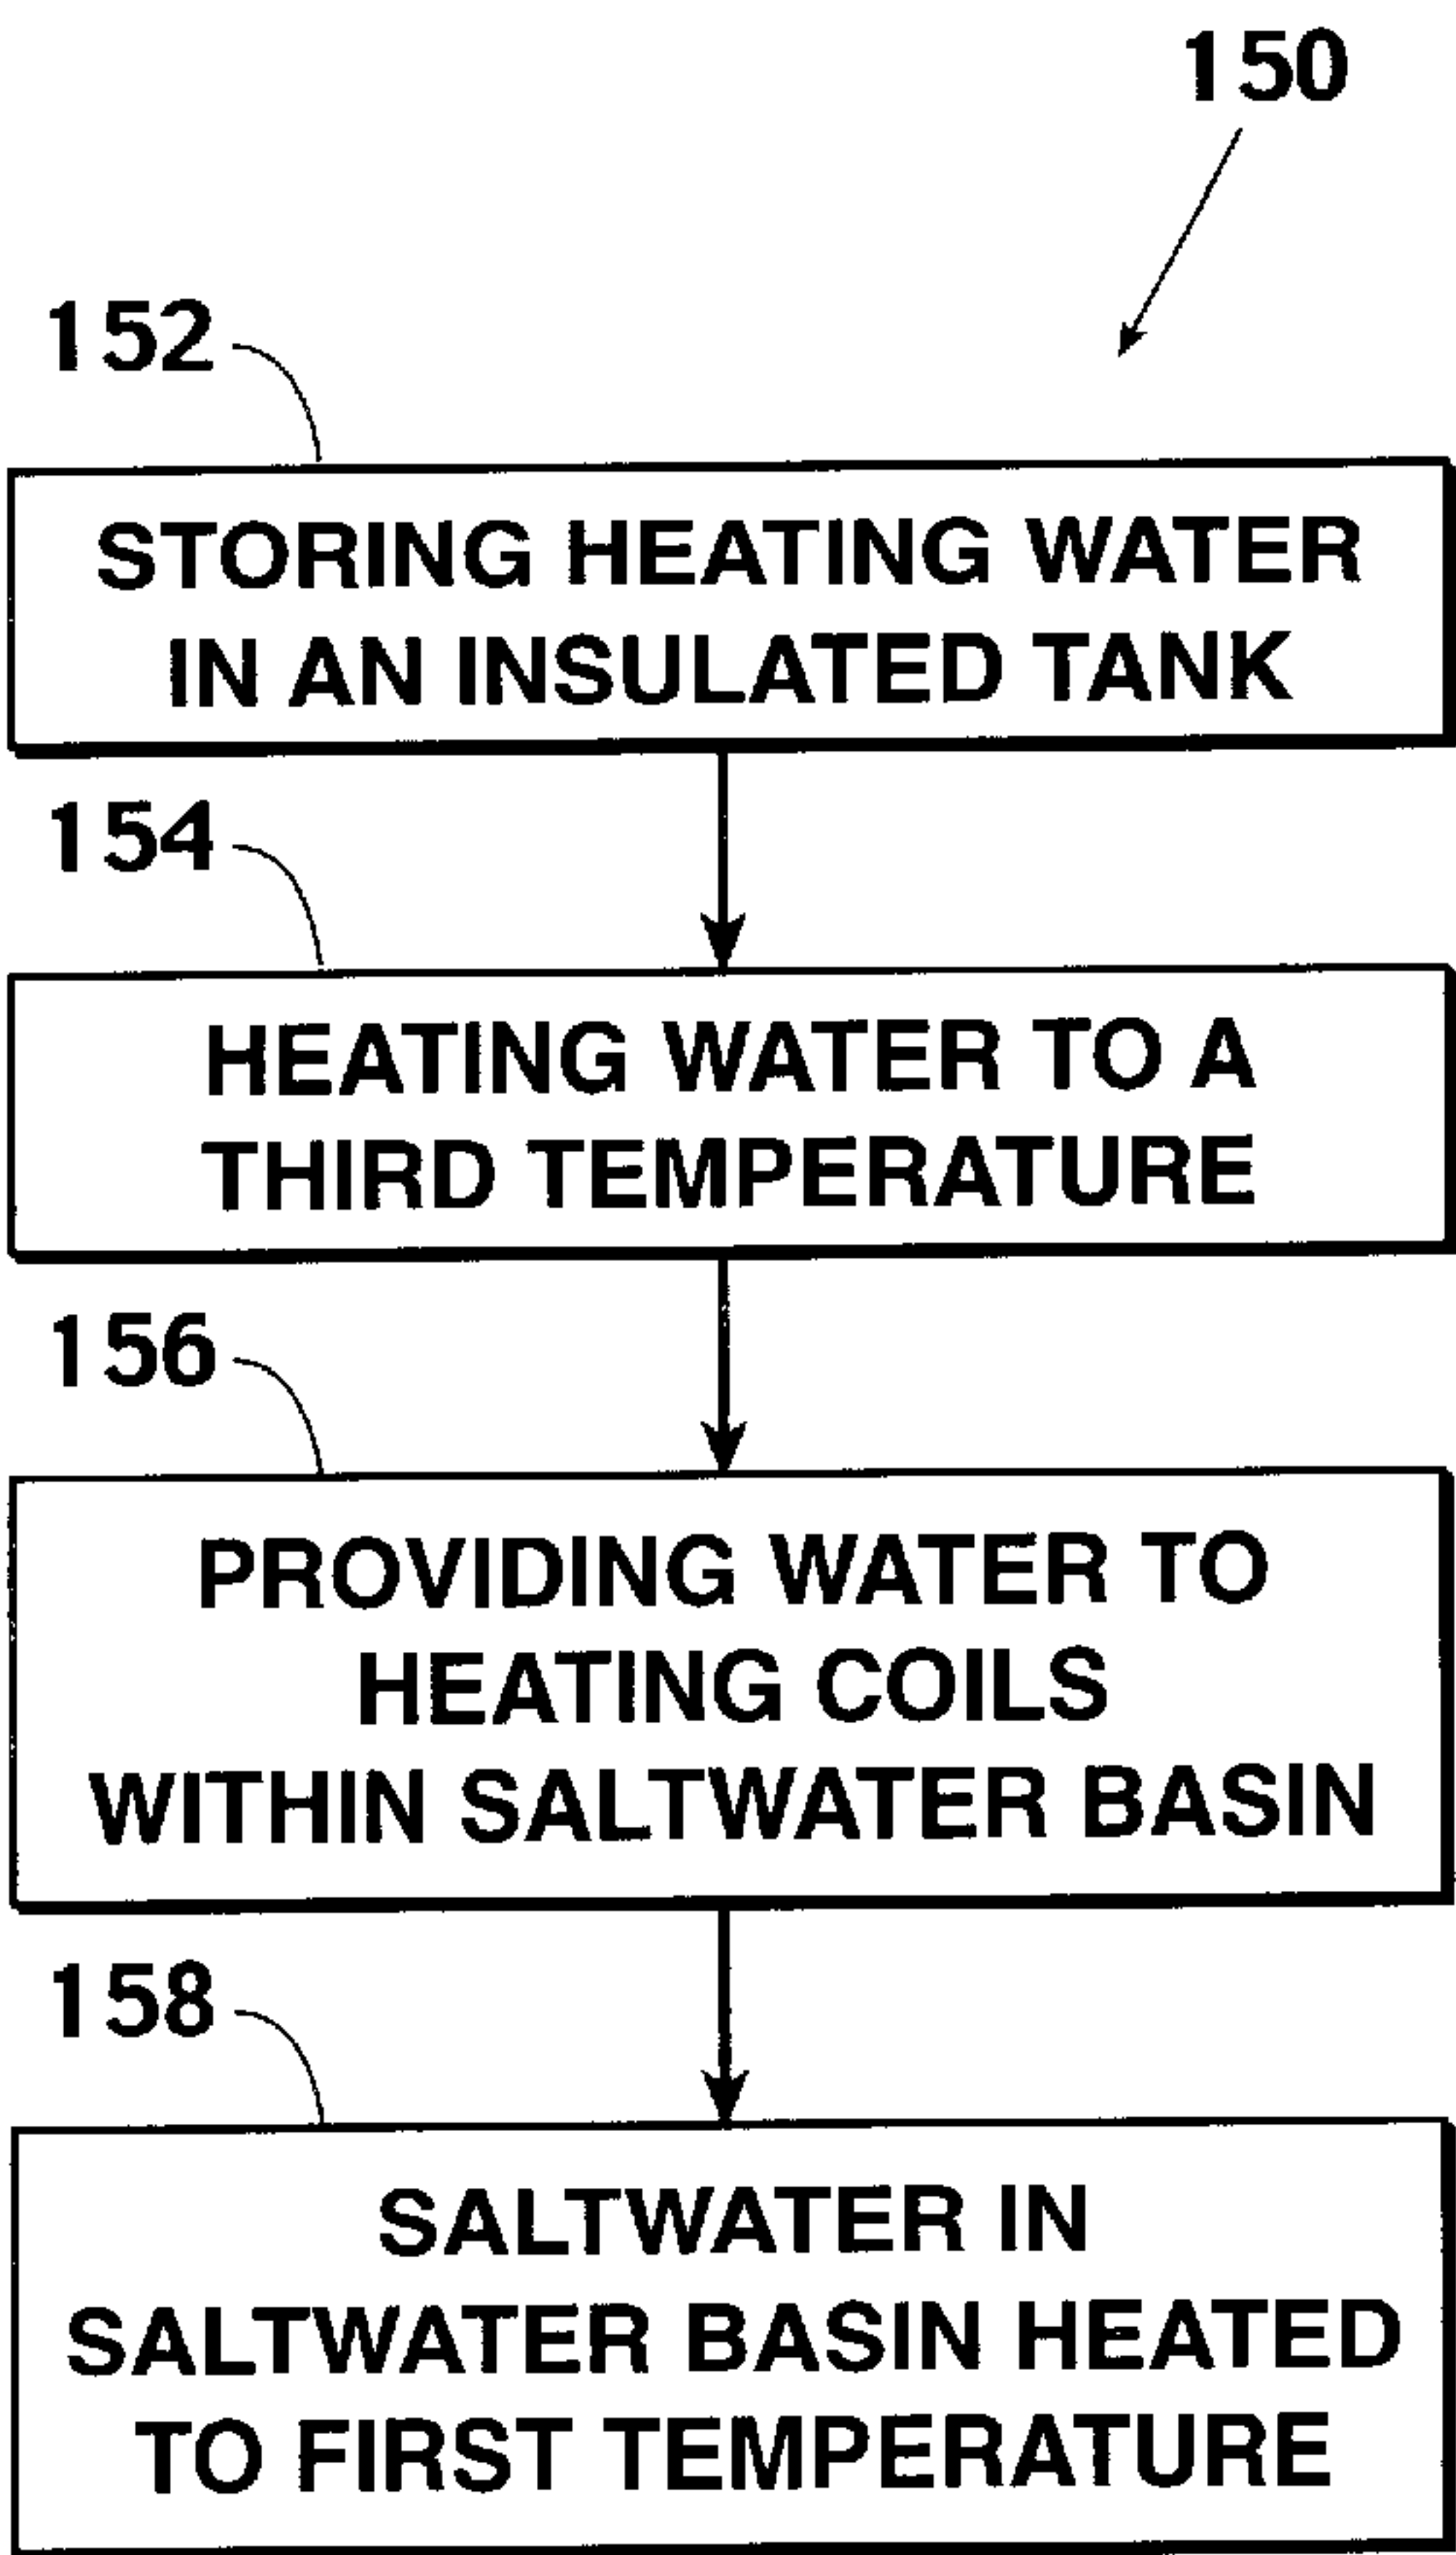 150
152
STORING HEATING WATER
IN AN INSULATED TANK
154
HEATING WATER TO A
THIRD TEMPERATURE
156
PROVIDING WATER TO
HEATING COILS
WITHIN SALTWATER BASIN
158
SALTWATER IN
SALTWATER BASIN HEATED
TO FIRST TEMPERATURE